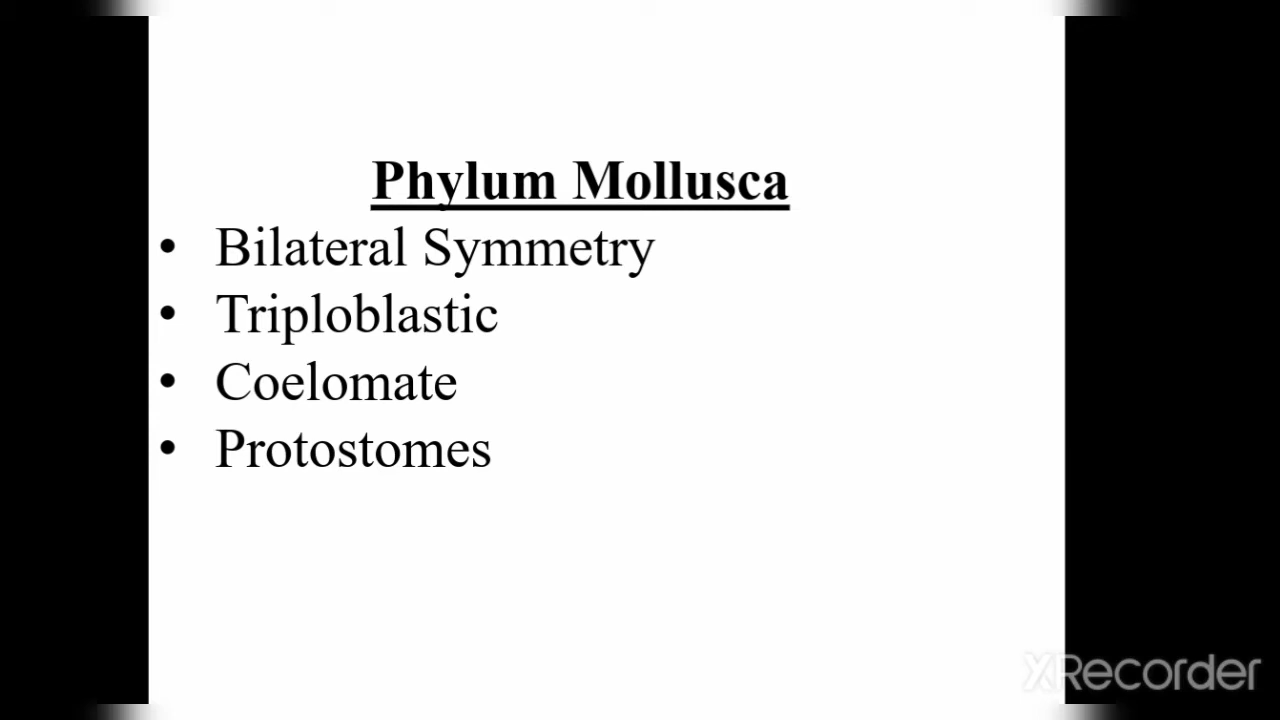 Phylum Mollusca
• Bilateral Symmetry
• Triploblastic
• Coelomate
• Protostomes
XRecorder